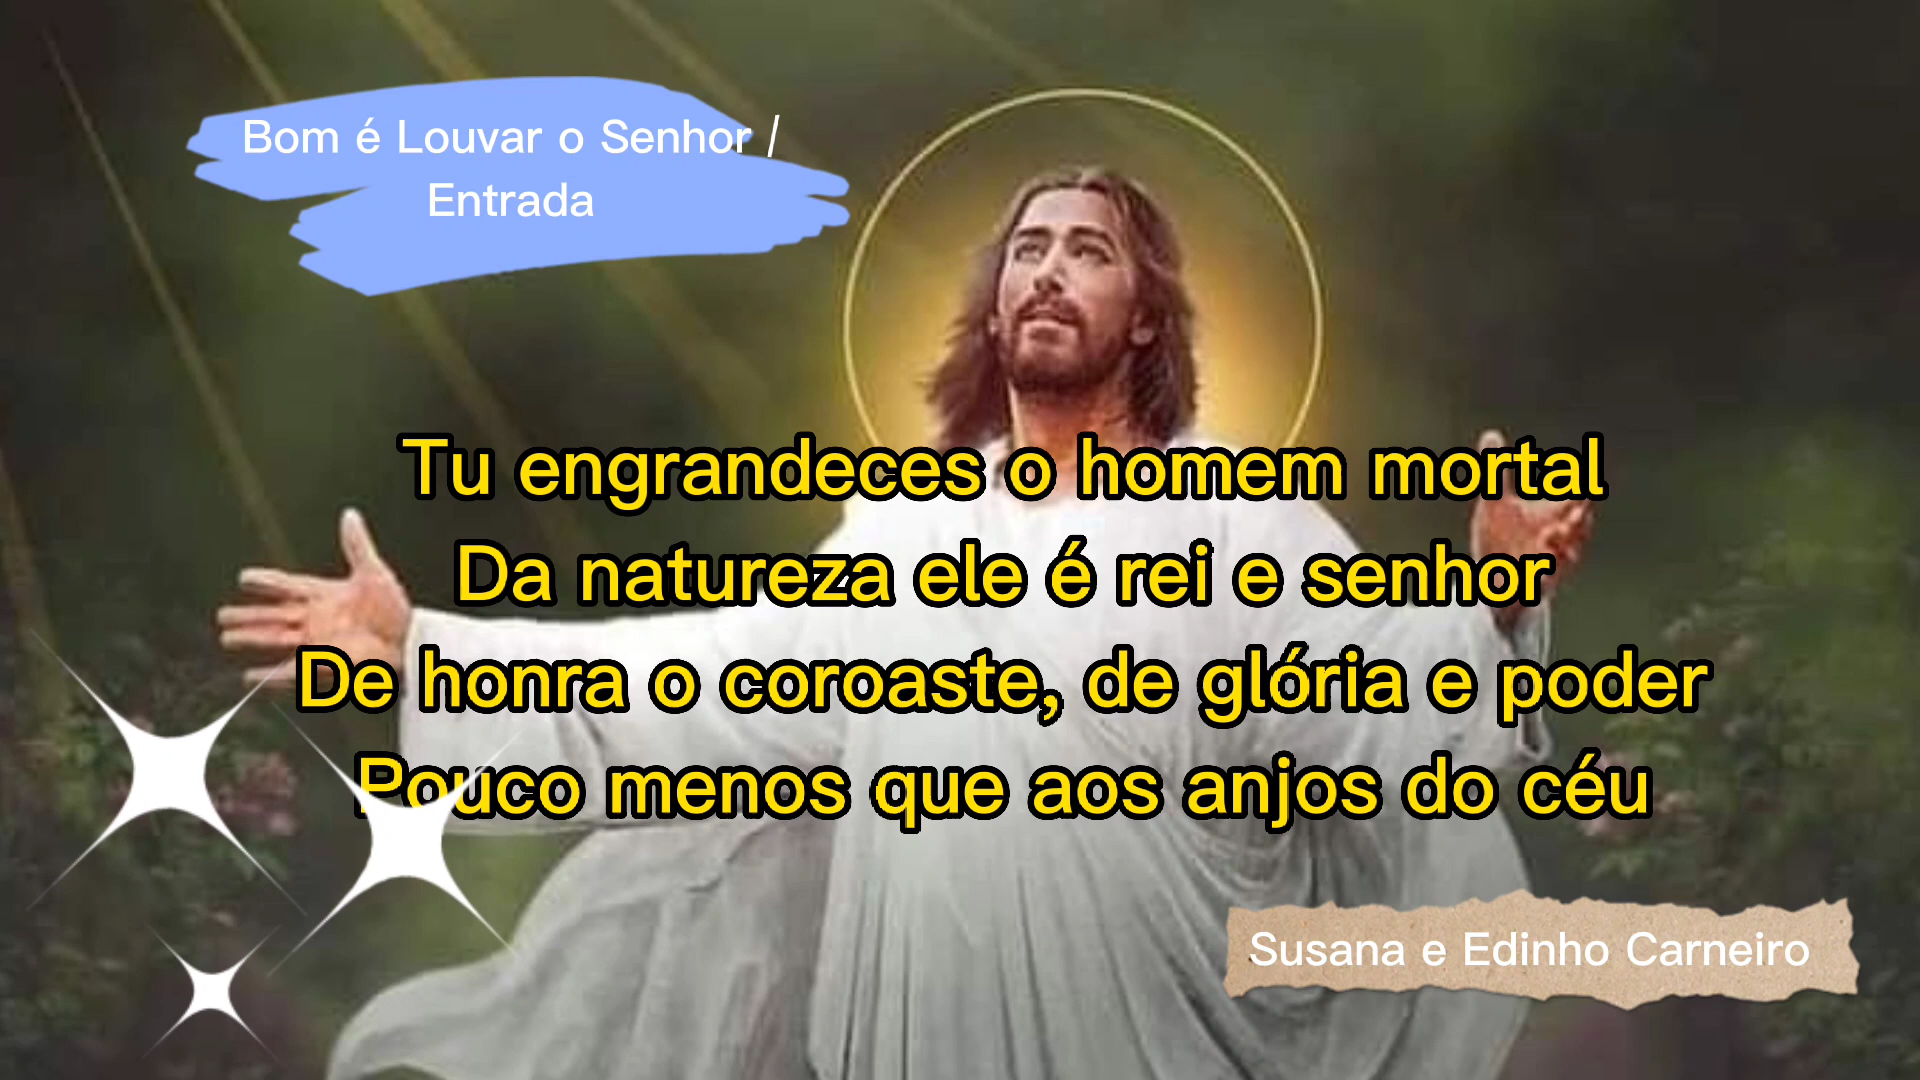 Bom é Louvar o Senhor /
Entrada
Tu engrandeces o homem mortal
Da natureza ele é rei e senhor
De honra o coroaste, de glória e poder
Pouco menos que aos anjos do céu
Susana e Edinho Carneiro